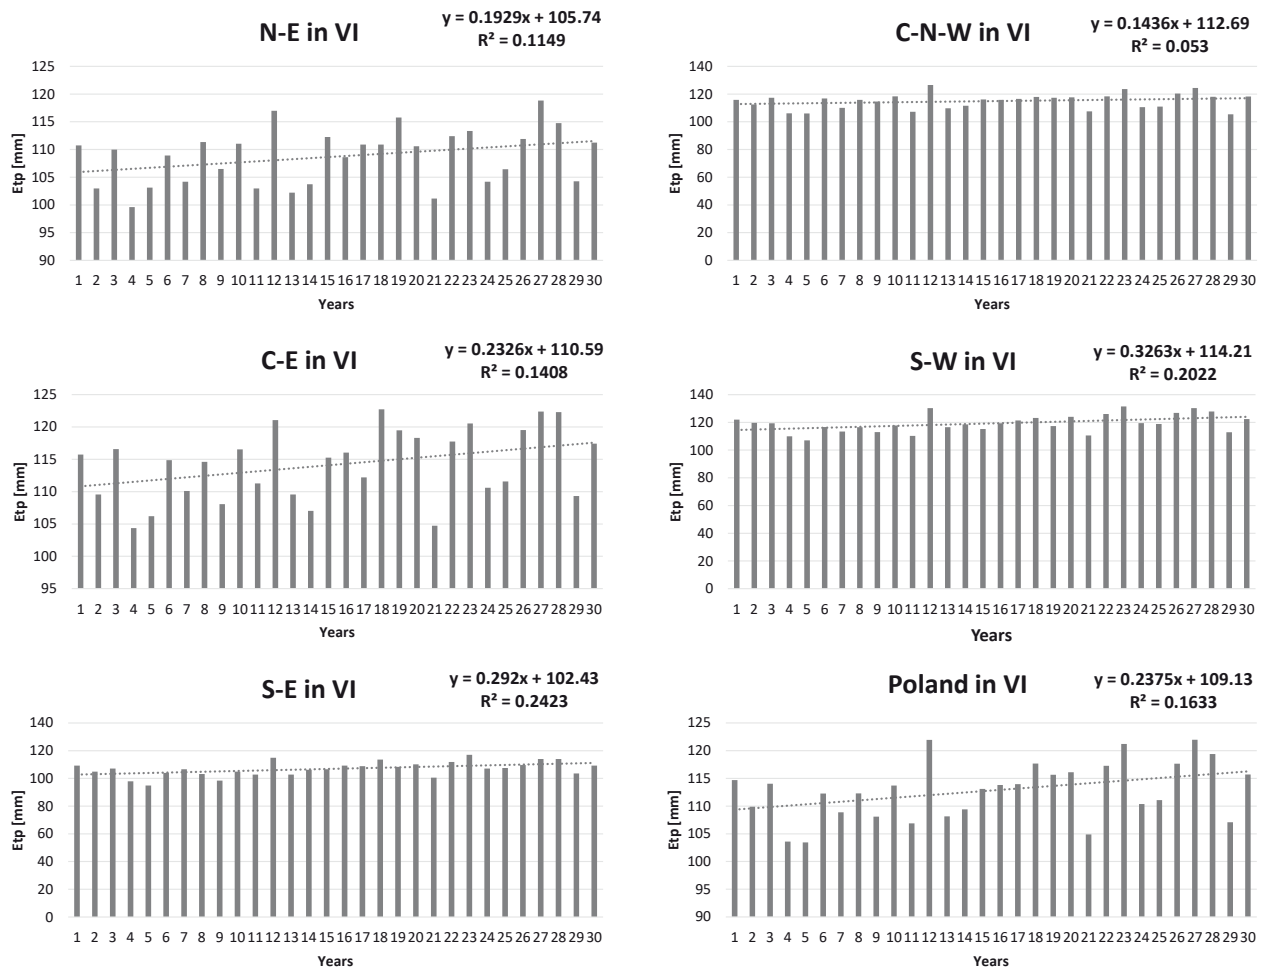 N-E in VI
y = 0.1929x + 105.74
R² = 0.1149
125
120
115
110
105
100
95
90
Etp [mm]
1 2 3 4 5 6 7 8 9 10 11 12 13 14 15 16 17 18 19 20 21 22 23 24 25 26 27 28 29 30
Years
C-N-W in VI
y = 0.1436x + 112.69
R² = 0.053
140
120
100
80
60
40
20
0
Etp [mm]
1 2 3 4 5 6 7 8 9 10 11 12 13 14 15 16 17 18 19 20 21 22 23 24 25 26 27 28 29 30
Years
C-E in VI
y = 0.2326x + 110.59
R² = 0.1408
125
120
115
110
105
100
95
Etp [mm]
1 2 3 4 5 6 7 8 9 10 11 12 13 14 15 16 17 18 19 20 21 22 23 24 25 26 27 28 29 30
Years
S-W in VI
y = 0.3263x + 114.21
R² = 0.2022
140
120
100
80
60
40
20
0
Etp [mm]
1 2 3 4 5 6 7 8 9 10 11 12 13 14 15 16 17 18 19 20 21 22 23 24 25 26 27 28 29 30
Years
S-E in VI
y = 0.292x + 102.43
R² = 0.2423
140
120
100
80
60
40
20
0
Etp [mm]
1 2 3 4 5 6 7 8 9 10 11 12 13 14 15 16 17 18 19 20 21 22 23 24 25 26 27 28 29 30
Years
Poland in VI
y = 0.2375x + 109.13
R² = 0.1633
125
120
115
110
105
100
95
90
Etp [mm]
1 2 3 4 5 6 7 8 9 10 11 12 13 14 15 16 17 18 19 20 21 22 23 24 25 26 27 28 29 30
Years